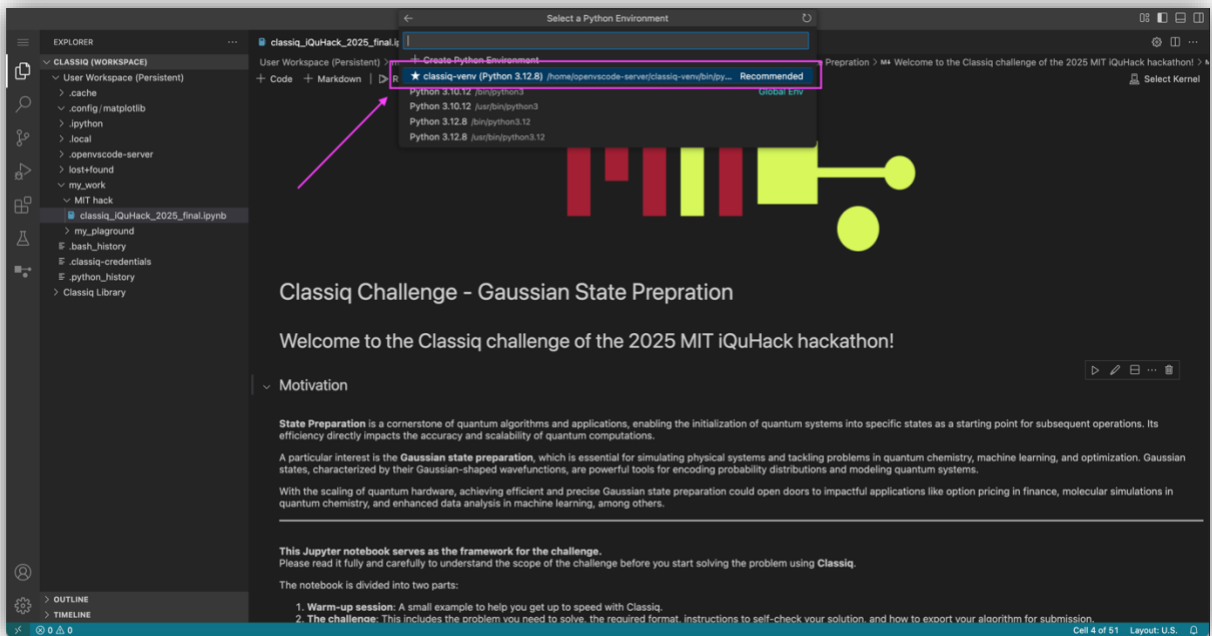 Select a Python Environment
EXPLORER
classiq_iQuHack_2025_final.ip
CLASSIQ (WORKSPACE)
User Workspace (Persistent)
Create Python Environment
Prepration > M↓ Welcome to the Classiq challenge of the 2025 MIT iQuHack hackathon! >
User Workspace (Persistent)
+ Code + Markdown
★ classiq-venv (Python 3.12.8) /home/openvscode-server/classiq-venv/bin/py... Recommended
Select Kernel
> .cache
Python 3.10.12 /bin/python3
Global Env
> .config/matplotlib
Python 3.10.12 /usr/bin/python3
> .ipython
Python 3.12.8 /bin/python3.12
> .local
Python 3.12.8 /usr/bin/python3.12
> .openvscode-server
> lost+found
my_work
MIT hack
classiq_iQuHack_2025_final.ipynb
> my_plaground
.bash_history
.classiq-credentials
.python_history
> Classiq Library
Classiq Challenge - Gaussian State Prepration
Welcome to the Classiq challenge of the 2025 MIT iQuHack hackathon!
Motivation
State Preparation is a cornerstone of quantum algorithms and applications, enabling the initialization of quantum systems into specific states as a starting point for subsequent operations. Its
efficiency directly impacts the accuracy and scalability of quantum computations.
A particular interest is the Gaussian state preparation, which is essential for simulating physical systems and tackling problems in quantum chemistry, machine learning, and optimization. Gaussian
states, characterized by their Gaussian-shaped wavefunctions, are powerful tools for encoding probability distributions and modeling quantum systems.
With the scaling of quantum hardware, achieving efficient and precise Gaussian state preparation could open doors to impactful applications like option pricing in finance, molecular simulations in
quantum chemistry, and enhanced data analysis in machine learning, among others.
This Jupyter notebook serves as the framework for the challenge.
Please read it fully and carefully to understand the scope of the challenge before you start solving the problem using Classiq.
The notebook is divided into two parts:
1. Warm-up session: A small example to help you get up to speed with Classiq.
2. The challenge: This includes the problem you need to solve, the required format, instructions to self-check your solution, and how to export your algorithm for submission.
> OUTLINE
> TIMELINE
0 0
Cell 4 of 51 Layout: U.S.